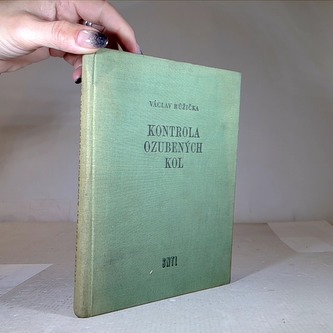 VÁCLAV RŮŽIČKA
KONTROLA
OZUBENÝCH
KOL
SNTL